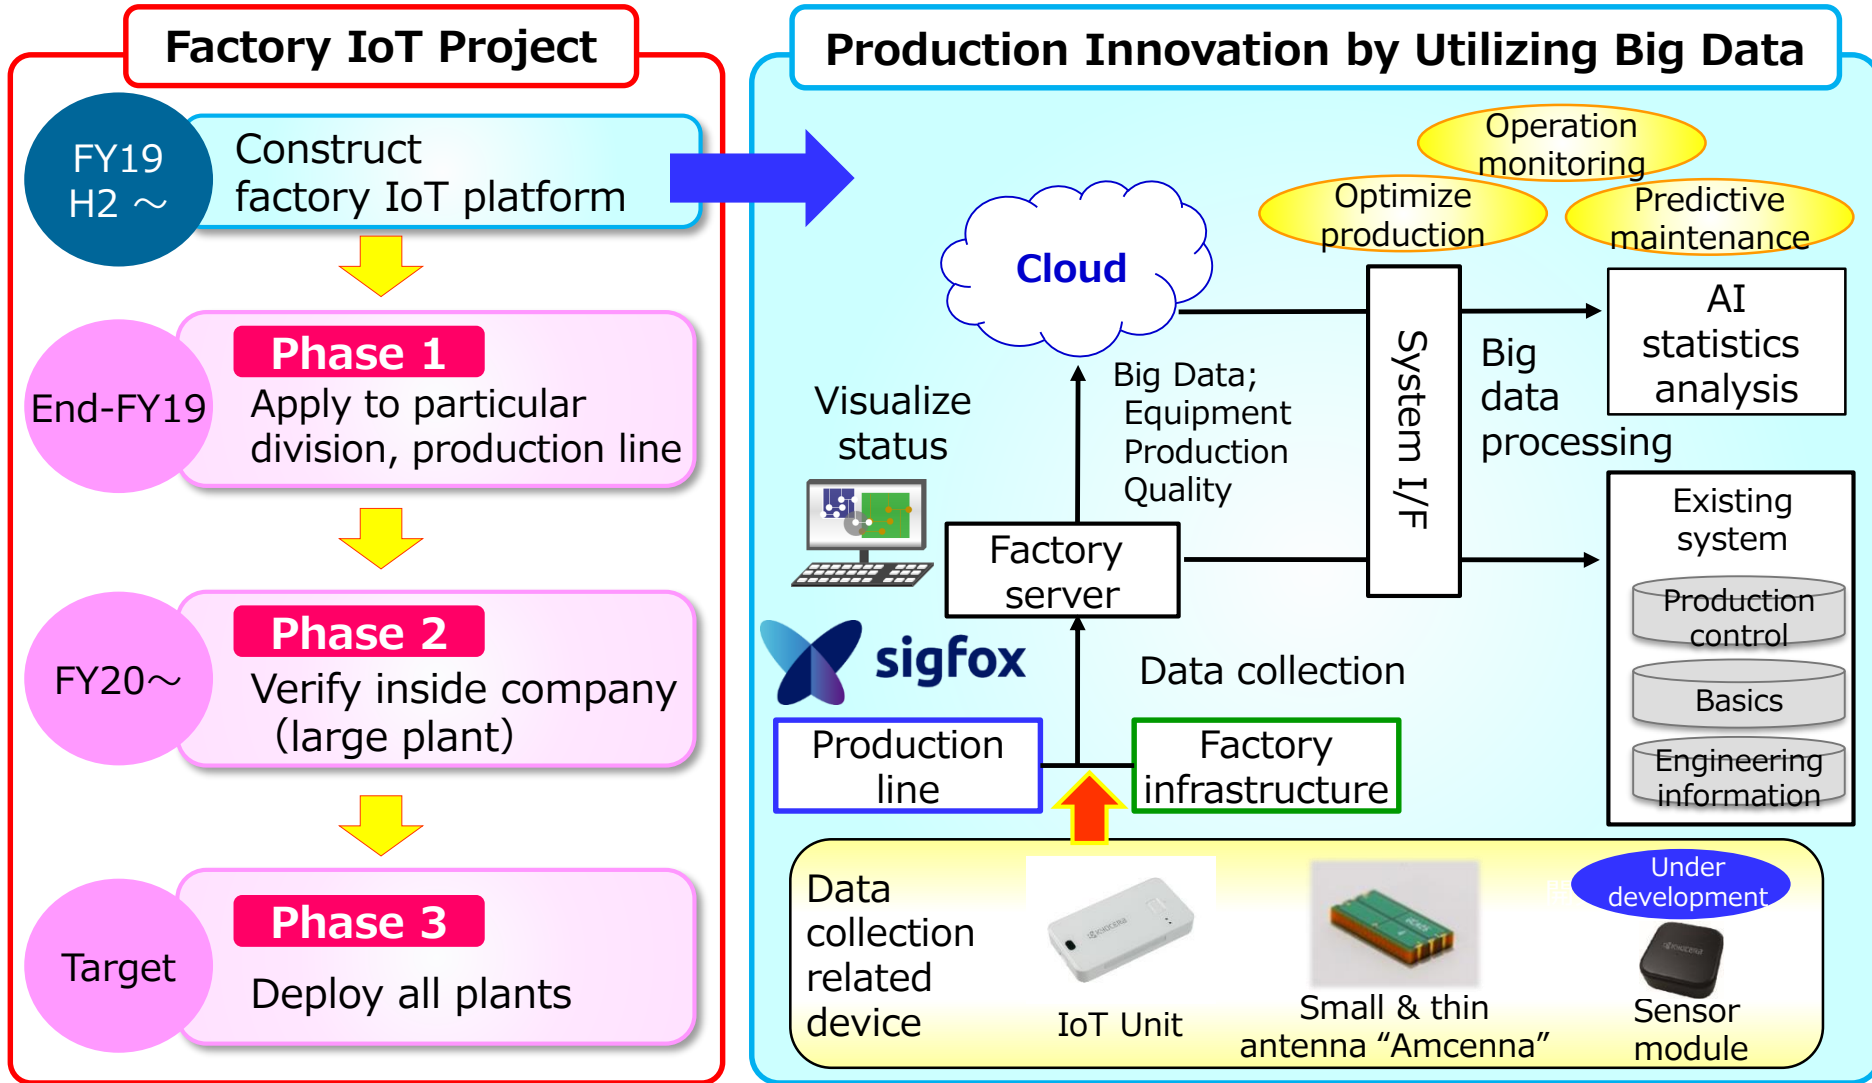 Factory IoT Project
FY19
H2 ～
Construct
factory IoT platform
End-FY19
Phase 1
Apply to particular
division, production line
FY20～
Phase 2
Verify inside company
（large plant）
Target
Phase 3
Deploy all plants
Production Innovation by Utilizing Big Data
Operation
monitoring
Optimize
production
Predictive
maintenance
Cloud
System I/F
AI
statistics
analysis
Big
data
processing
Big Data;
Equipment
Production
Quality
Visualize
status
Factory
server
Existing
system
Production
control
Basics
Engineering
information
sigfox
Data collection
Production
line
Factory
infrastructure
Data
collection
related
device
KYOCERA
IoT Unit
Small & thin
antenna “Amcenna”
Under
development
KYOCERA
Sensor
module